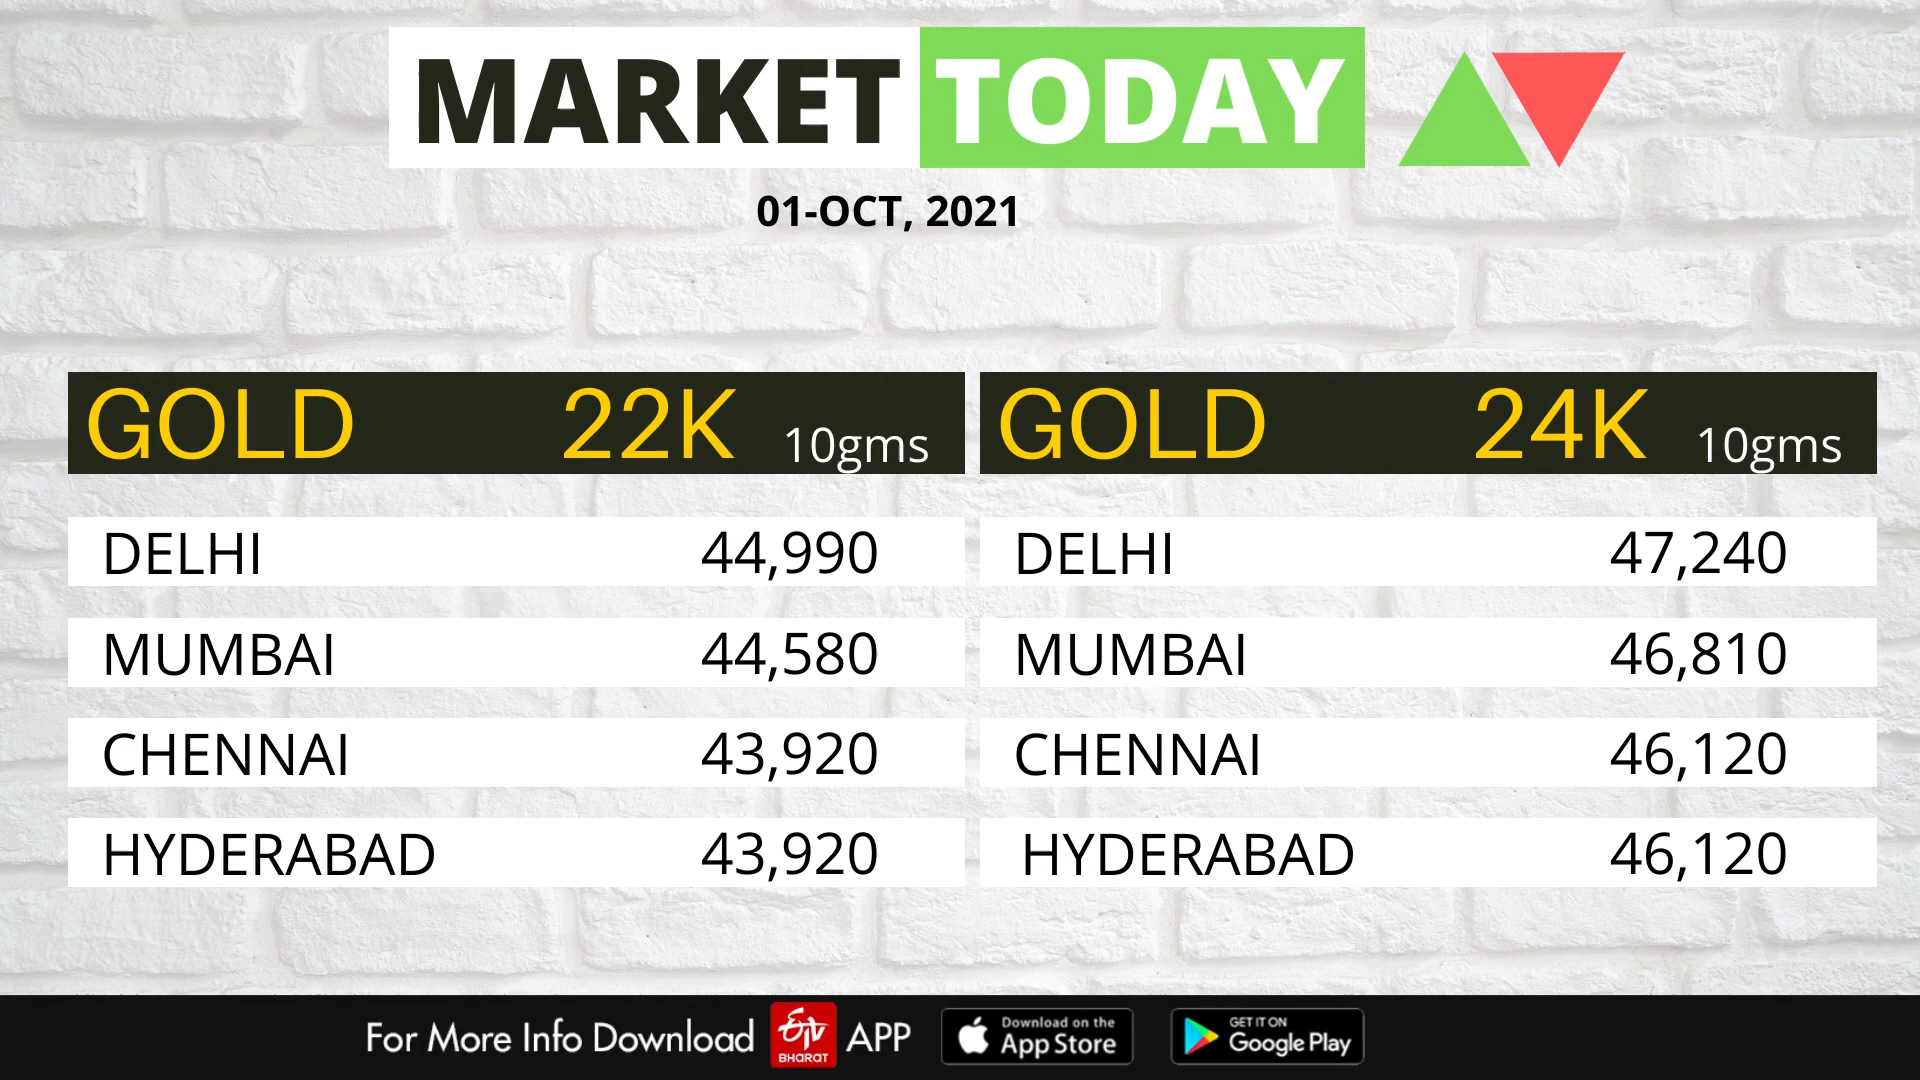 MARKET TODAY
01-OCT, 2021
GOLD 22K 10gms
DELHI 44,990
MUMBAI 44,580
CHENNAI 43,920
HYDERABAD 43,920
GOLD 24K 10gms
DELHI 47,240
MUMBAI 46,810
CHENNAI 46,120
HYDERABAD 46,120
For More Info Download ETV BHARAT APP
Download on the
App Store
GET IT ON
Google Play